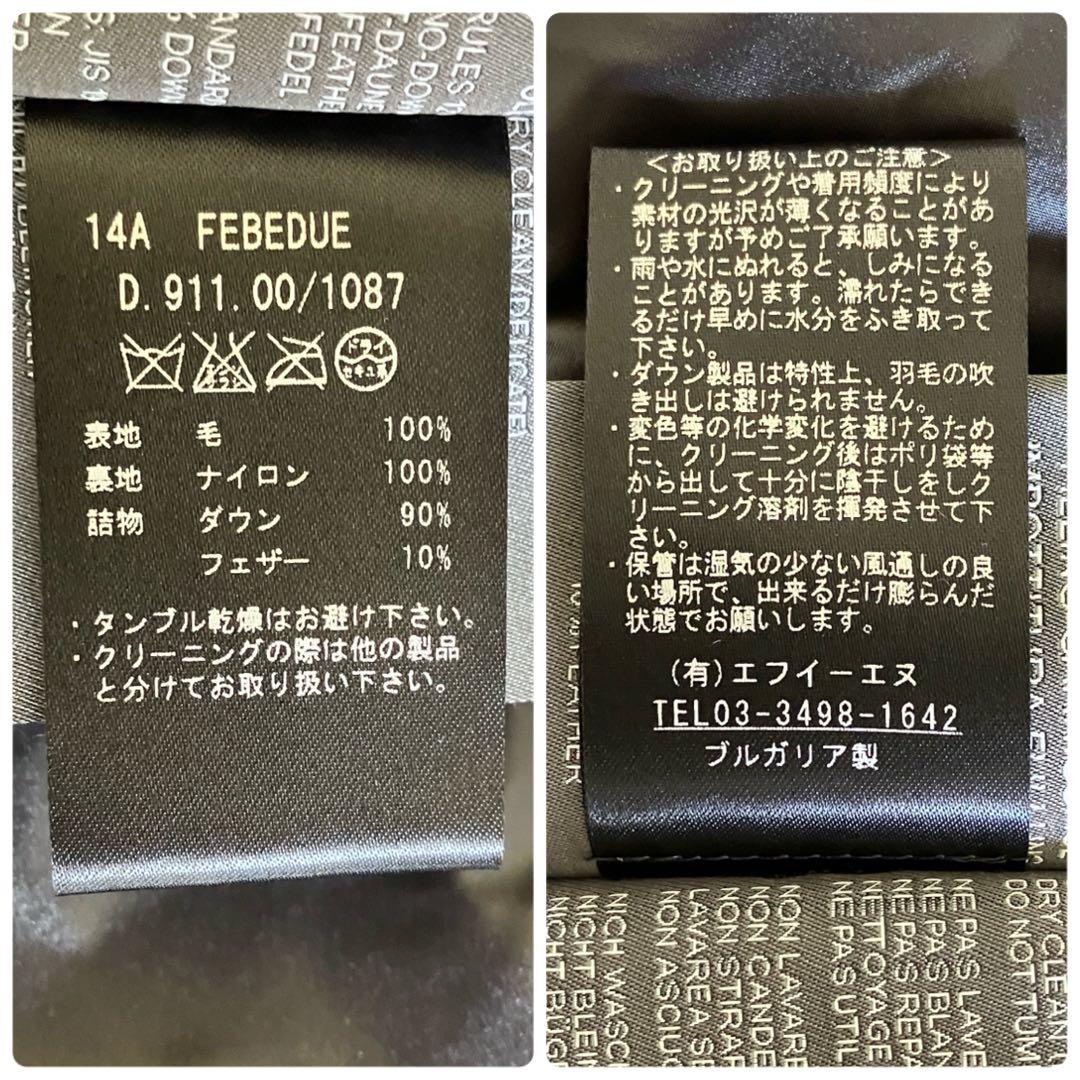 14A FEBEDUE
D. 911. 00/1087
エンソ
ドライ
セキユ系
表地 毛 100%
裏地 ナイロン 100%
詰物 ダウン 90%
フェザー 10%
・タンブル乾燥はお避け下さい。
・クリーニングの際は他の製品
と分けてお取り扱い下さい。
RULES
FEATHE
FEDEL
<お取り扱い上のご注意>
・クリーニングや着用頻度により
素材の光沢が薄くなることがあ
りますが予めご了承願います。
・雨や水にぬれると、しみになる
ことがあります。濡れたらでき
るだけ早めに水分をふき取って
下さい。
・ダウン製品は特性上、羽毛の吹
き出しは避けられません。
・変色等の化学変化を避けるため
に、クリーニング後はポリ袋等
から出して十分に陰干しをしク
リーニング溶剤を揮発させて下
さい。
・保管は湿気の少ない風通しの良
い場所で、出来るだけ膨らんだ
状態でお願いします。
(有)エフイーエヌ
TEL03-3498-1642
ブルガリア製
DRY CLEAN
DO NOT TUM
NE PAS LAVE
NE PAS BLAN
NE PAS REPA
NETTOYAGE
NE PAS UTIL
NON LAVARE
NON CANDE
NON STIRAR
LAVARE A SE
NON ASCIUG
NICH WASCH
NICHT BLEI
NICHT BÜG